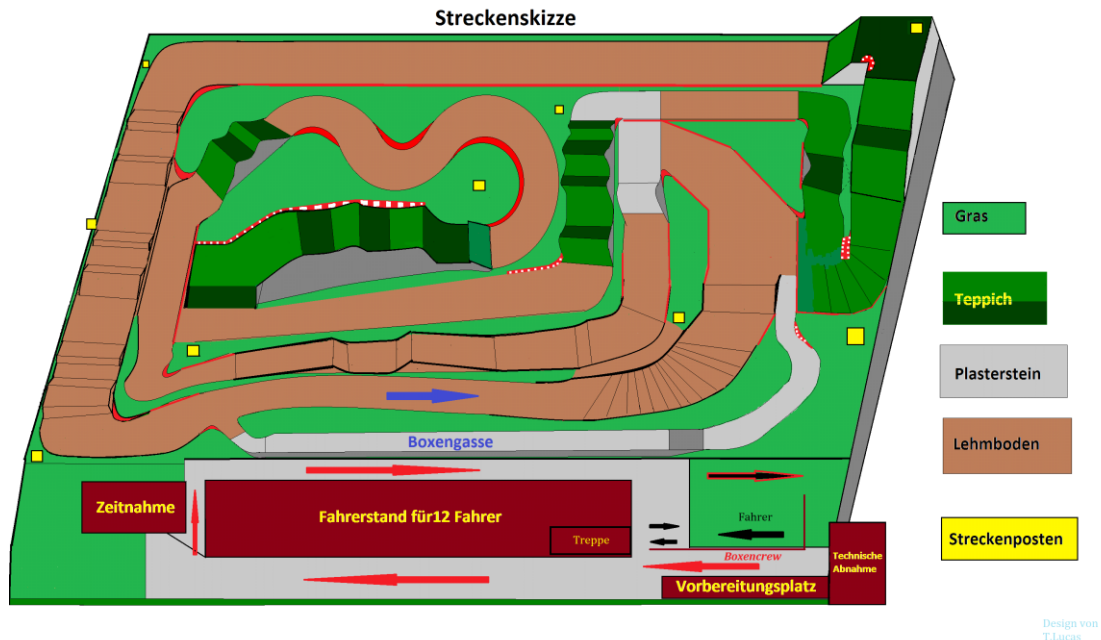 Streckenskizze
Gras
Teppich
Plasterstein
Lehmboden
Streckenposten
Boxengasse
Zeitnahme
Fahrerstand für12 Fahrer
Treppe
Fahrer
Boxencrew
Technische
Abnahme
Vorbereitungsplatz
Design von
T.Lucas